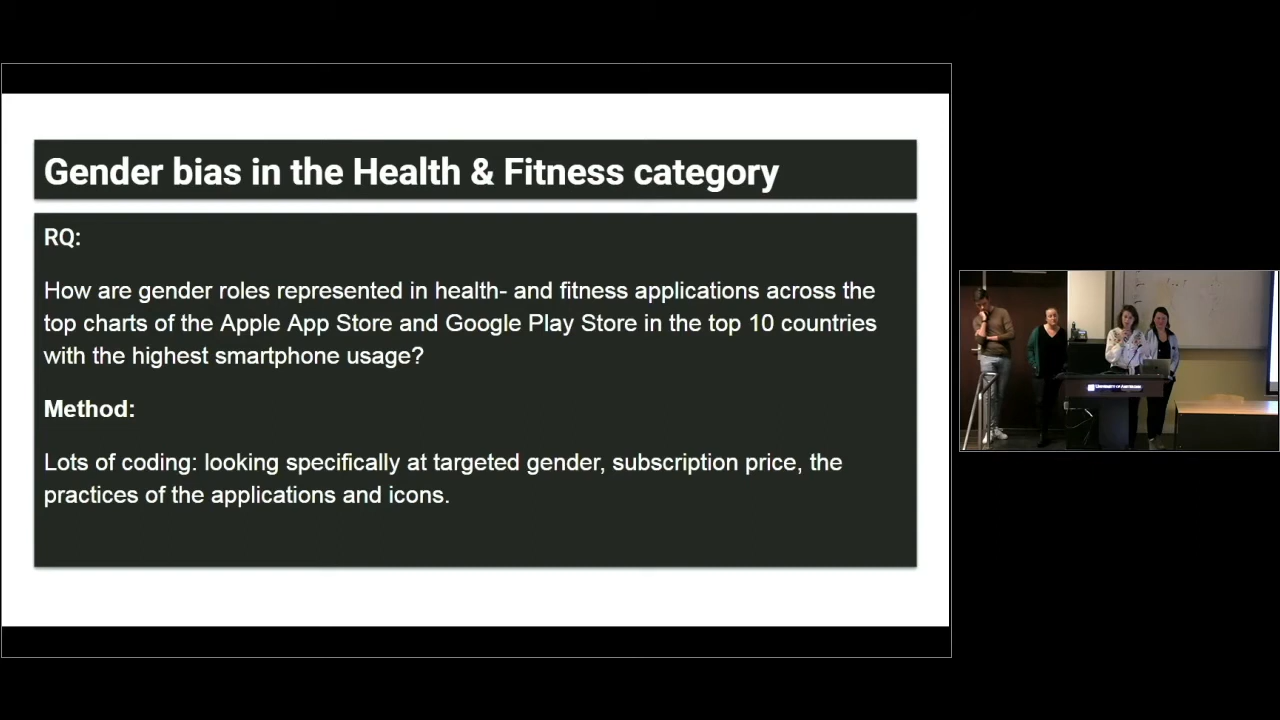 Gender bias in the Health & Fitness category
RQ:
How are gender roles represented in health- and fitness applications across the
top charts of the Apple App Store and Google Play Store in the top 10 countries
with the highest smartphone usage?
Method:
Lots of coding: looking specifically at targeted gender, subscription price, the
practices of the applications and icons.
University of Amsterdam